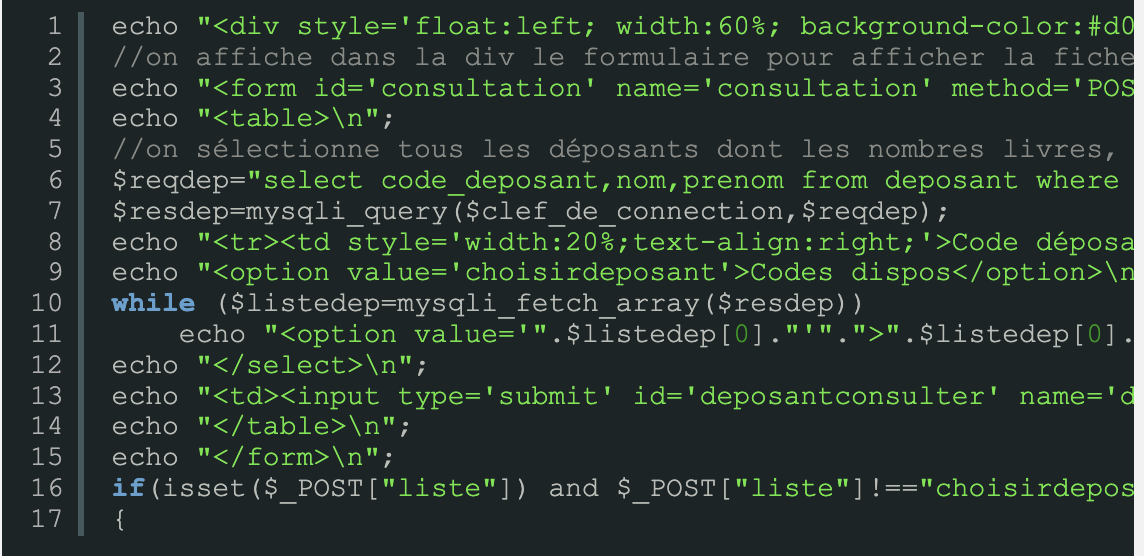 1 echo "<div style='float:left; width:60%; background-color:#d0
2 //on affiche dans la div le formulaire pour afficher la fiche
3 echo "<form id='consultation' name='consultation' method='POS
4 echo "<table>\n";
5 //on sélectionne tous les déposants dont les nombres livres,
6 $reqdep="select code_deposant,nom,prenom from deposant where
7 $resdep=mysqli_query($clef_de_connection,$reqdep);
8 echo "<tr><td style='width:20%;text-align:right;'>Code déposa
9 echo "<option value='choisirdeposant'>Codes dispos</option>\n
10 while ($listedep=mysqli_fetch_array($resdep))
11 echo "<option value='".$listedep[0]."'".">".$listedep[0].
12 echo "</select>\n";
13 echo "<td><input type='submit' id='deposantconsulter' name='d
14 echo "</table>\n";
15 echo "</form>\n";
16 if(isset($_POST["liste"]) and $_POST["liste"]!=="choisirdepos
17 {